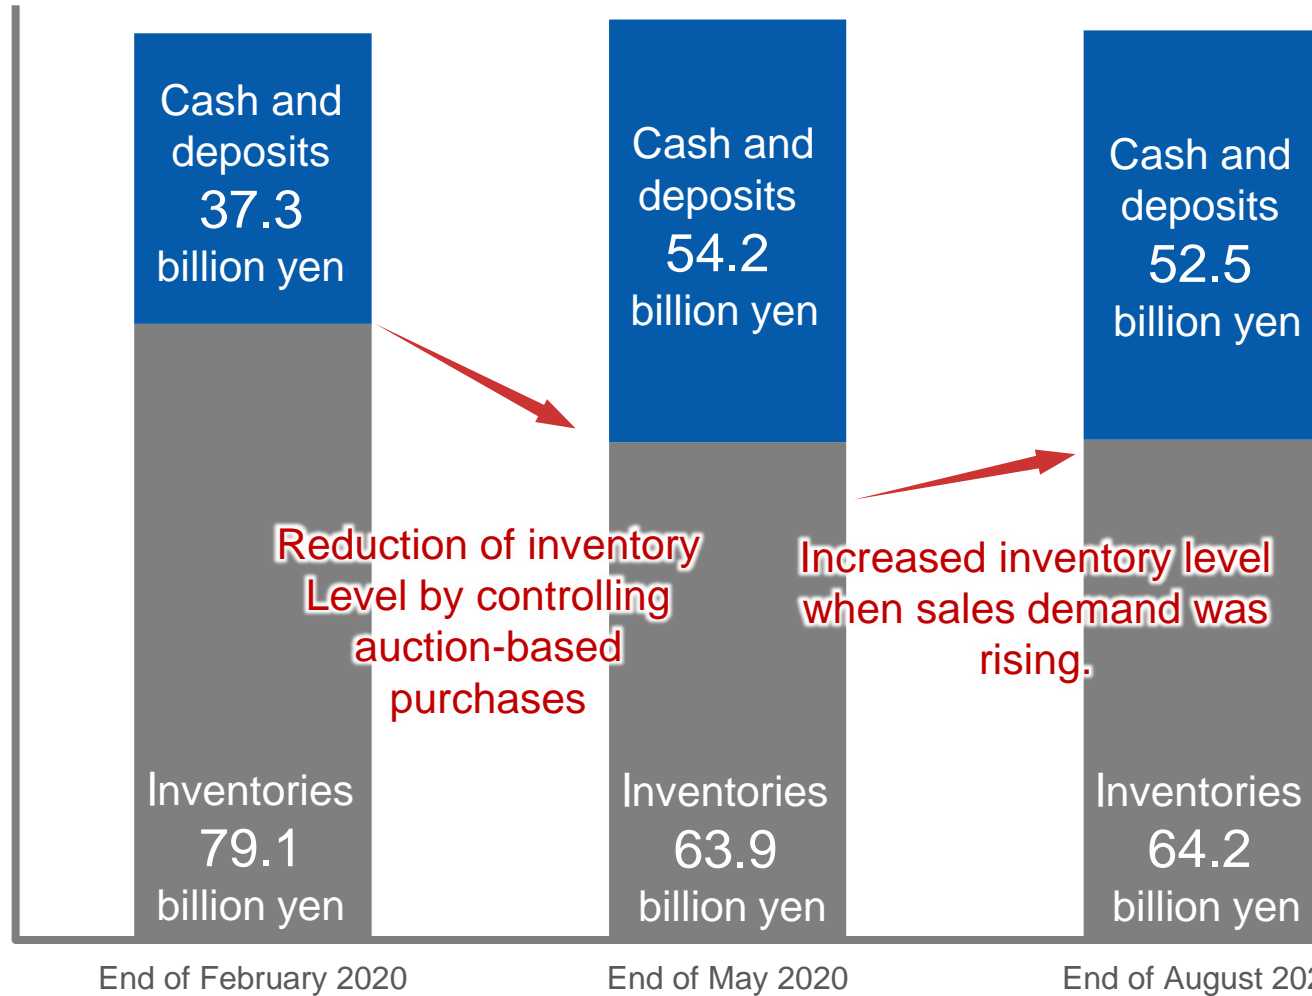 Cash and
deposits
37.3
billion yen
Cash and
deposits
54.2
billion yen
Cash and
deposits
52.5
billion yen
Reduction of inventory
Level by controlling
auction-based
purchases
Increased inventory level
when sales demand was
rising.
Inventories
79.1
billion yen
Inventories
63.9
billion yen
Inventories
64.2
billion yen
End of February 2020
End of May 2020
End of August